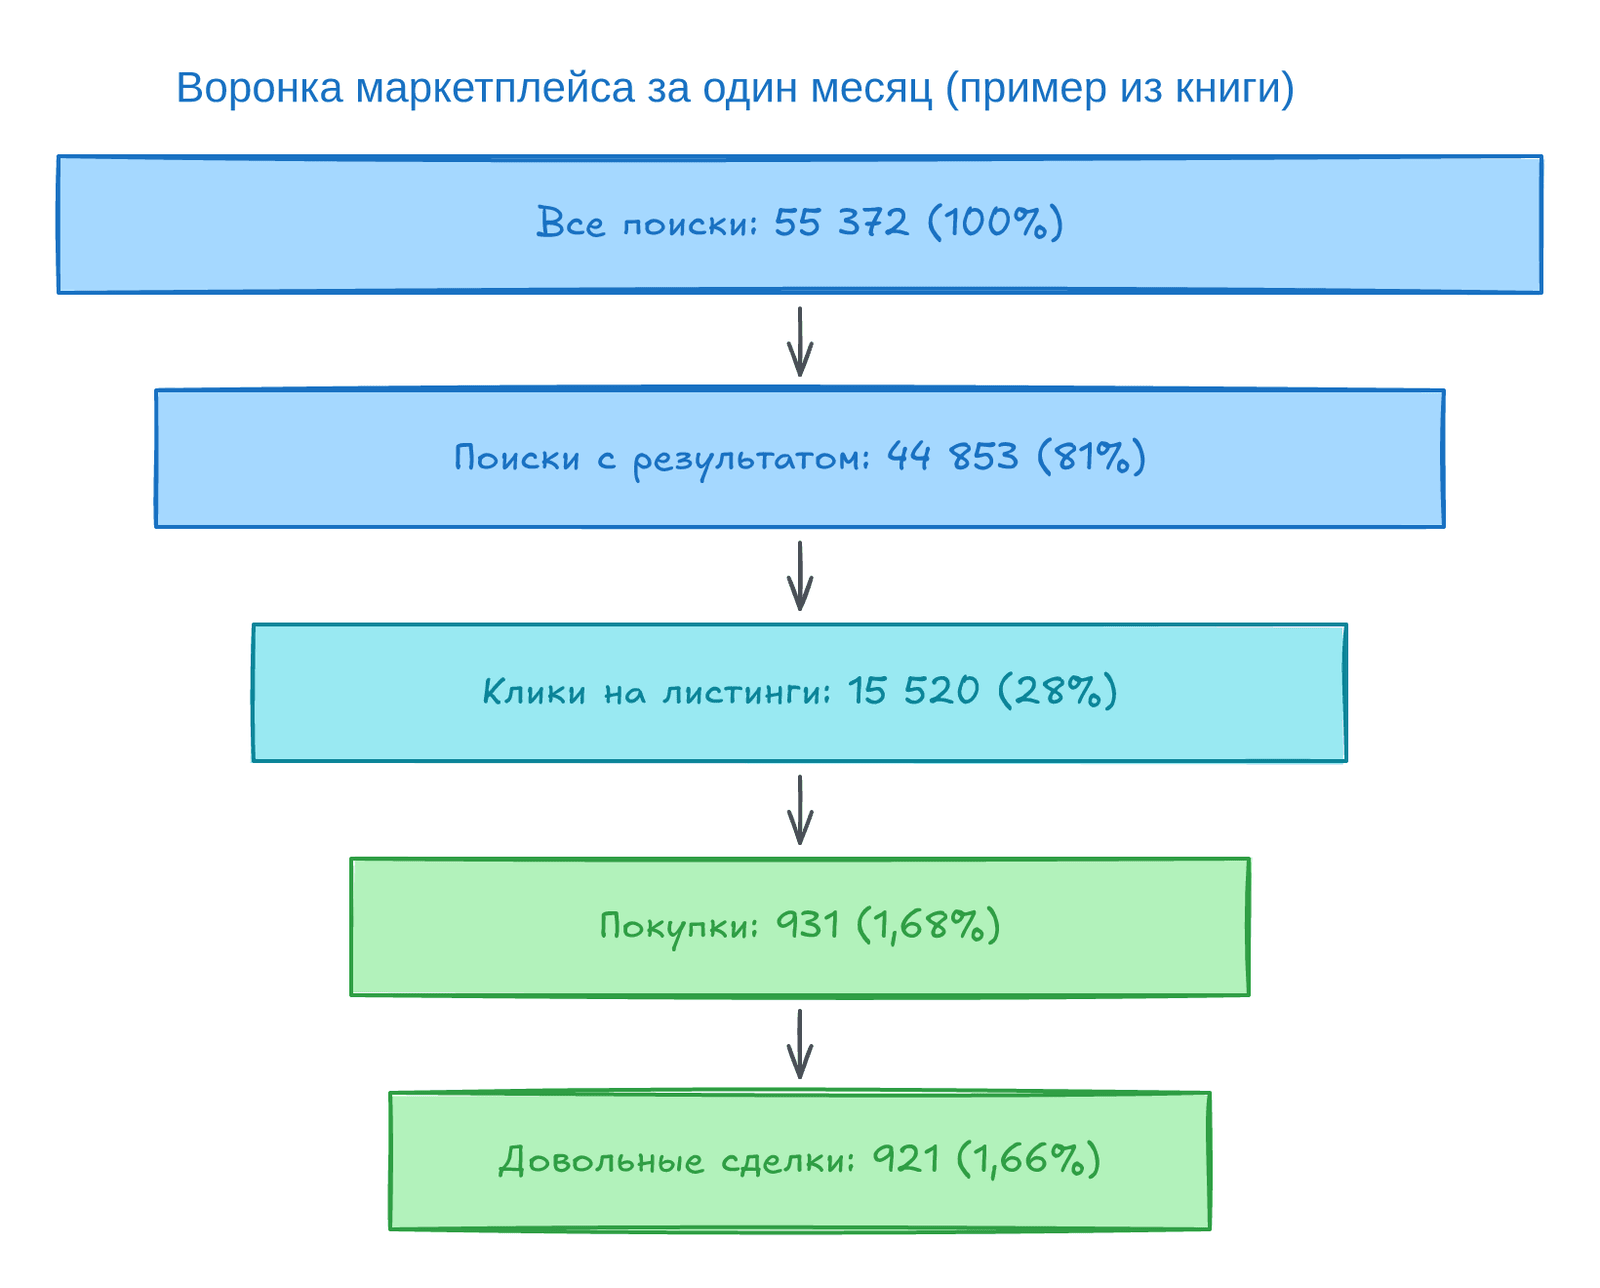 Воронка маркетплейса за один месяц (пример из книги)
Все поиски: 55 372 (100%)
Поиски с результатом: 44 853 (81%)
Клики на листинги: 15 520 (28%)
Покупки: 931 (1,68%)
Довольные сделки: 921 (1,66%)